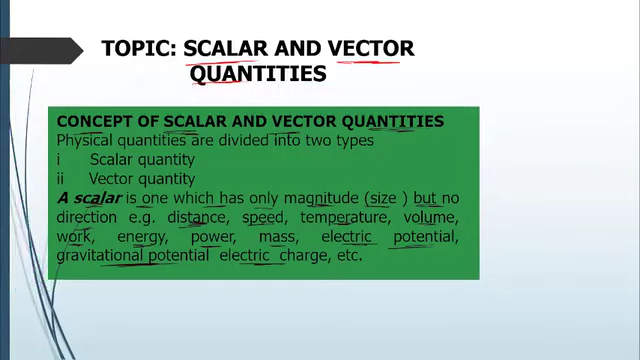 TOPIC: SCALAR AND VECTOR
QUANTITIES
CONCEPT OF SCALAR AND VECTOR QUANTITIES
Physical quantities are divided into two types
i Scalar quantity
ii Vector quantity
A scalar is one which has only magnitude (size ) but no
direction e.g. distance, speed, temperature, volume,
work, energy, power, mass, electric potential,
gravitational potential electric charge, etc.